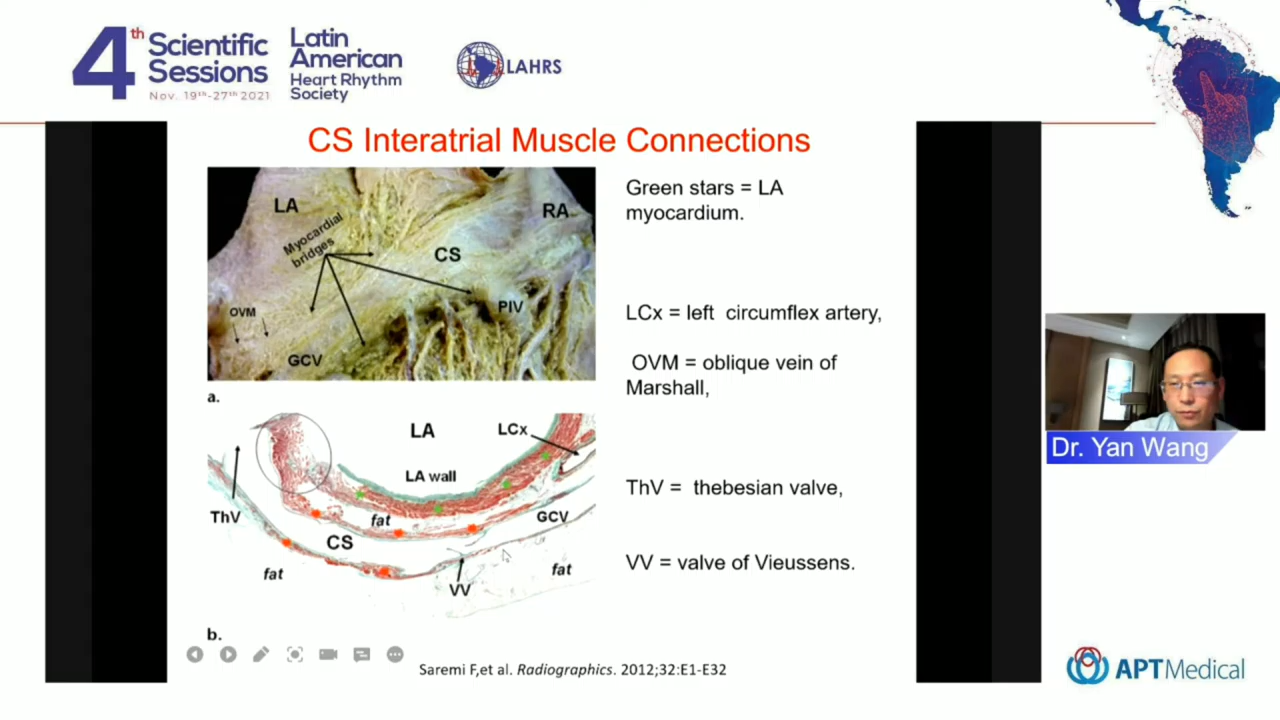 4th Scientific Sessions
Nov. 19th-27th 2021
Latin
American
Heart Rhythm
Society
LAHRS
CS Interatrial Muscle Connections
LA
RA
Myocardial
bridges
CS
OVM
PIV
GCV
a.
Green stars = LA
myocardium.
LCx = left circumflex artery,
OVM = oblique vein of
Marshall,
ThV = thebesian valve,
VV = valve of Vieussens.
LA
LCx
LA wall
ThV
fat
GCV
CS
fat
fat
VV
b.
Saremi F,et al. Radiographics. 2012;32:E1-E32
Dr. Yan Wang
APTMedical